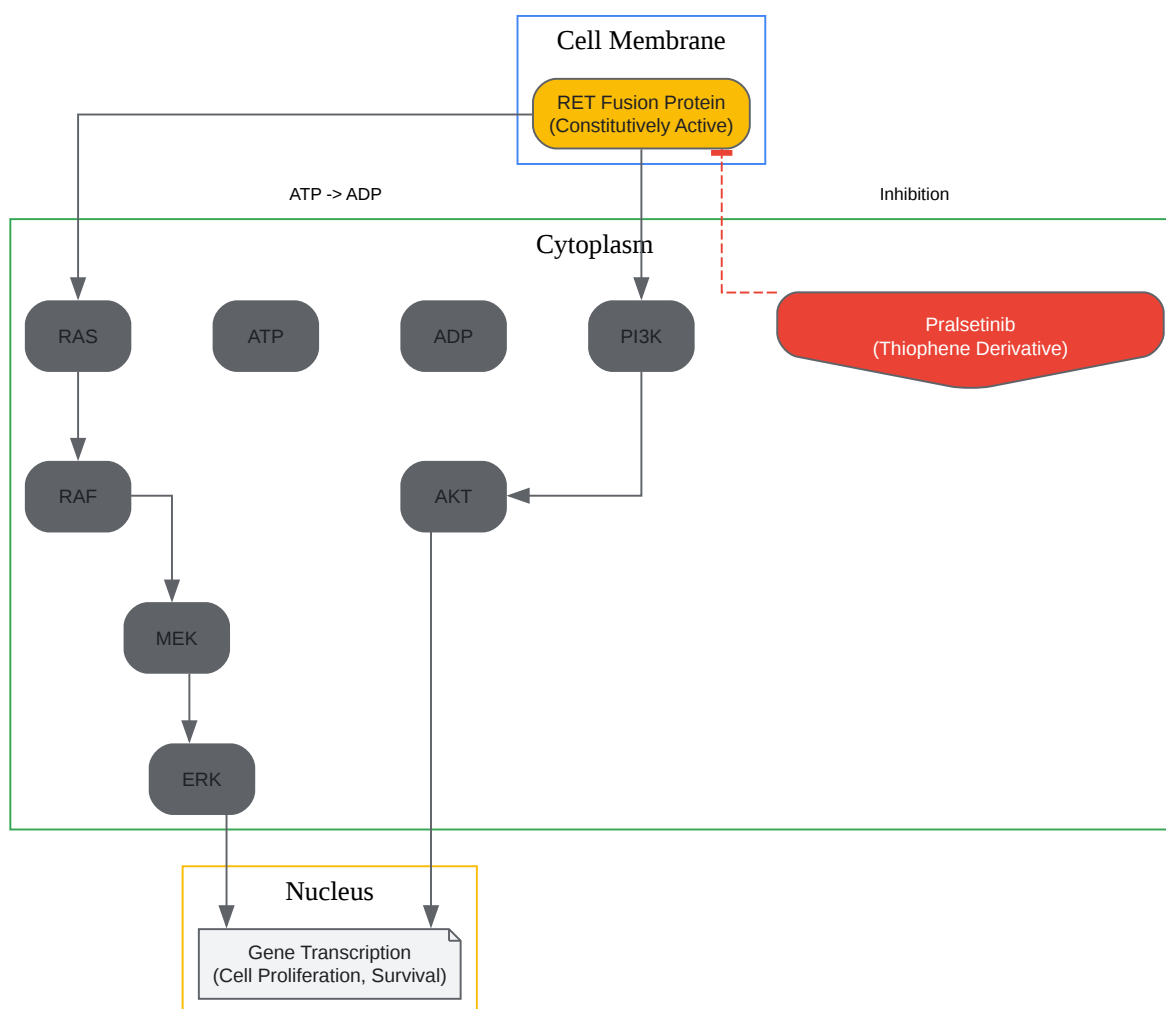 Cell Membrane
RET Fusion Protein
(Constitutively Active)
ATP -> ADP
Inhibition
Cytoplasm
RAS
ATP
ADP
PI3K
Pralsetinib
(Thiophene Derivative)
RAF
AKT
MEK
ERK
Nucleus
Gene Transcription
(Cell Proliferation, Survival)